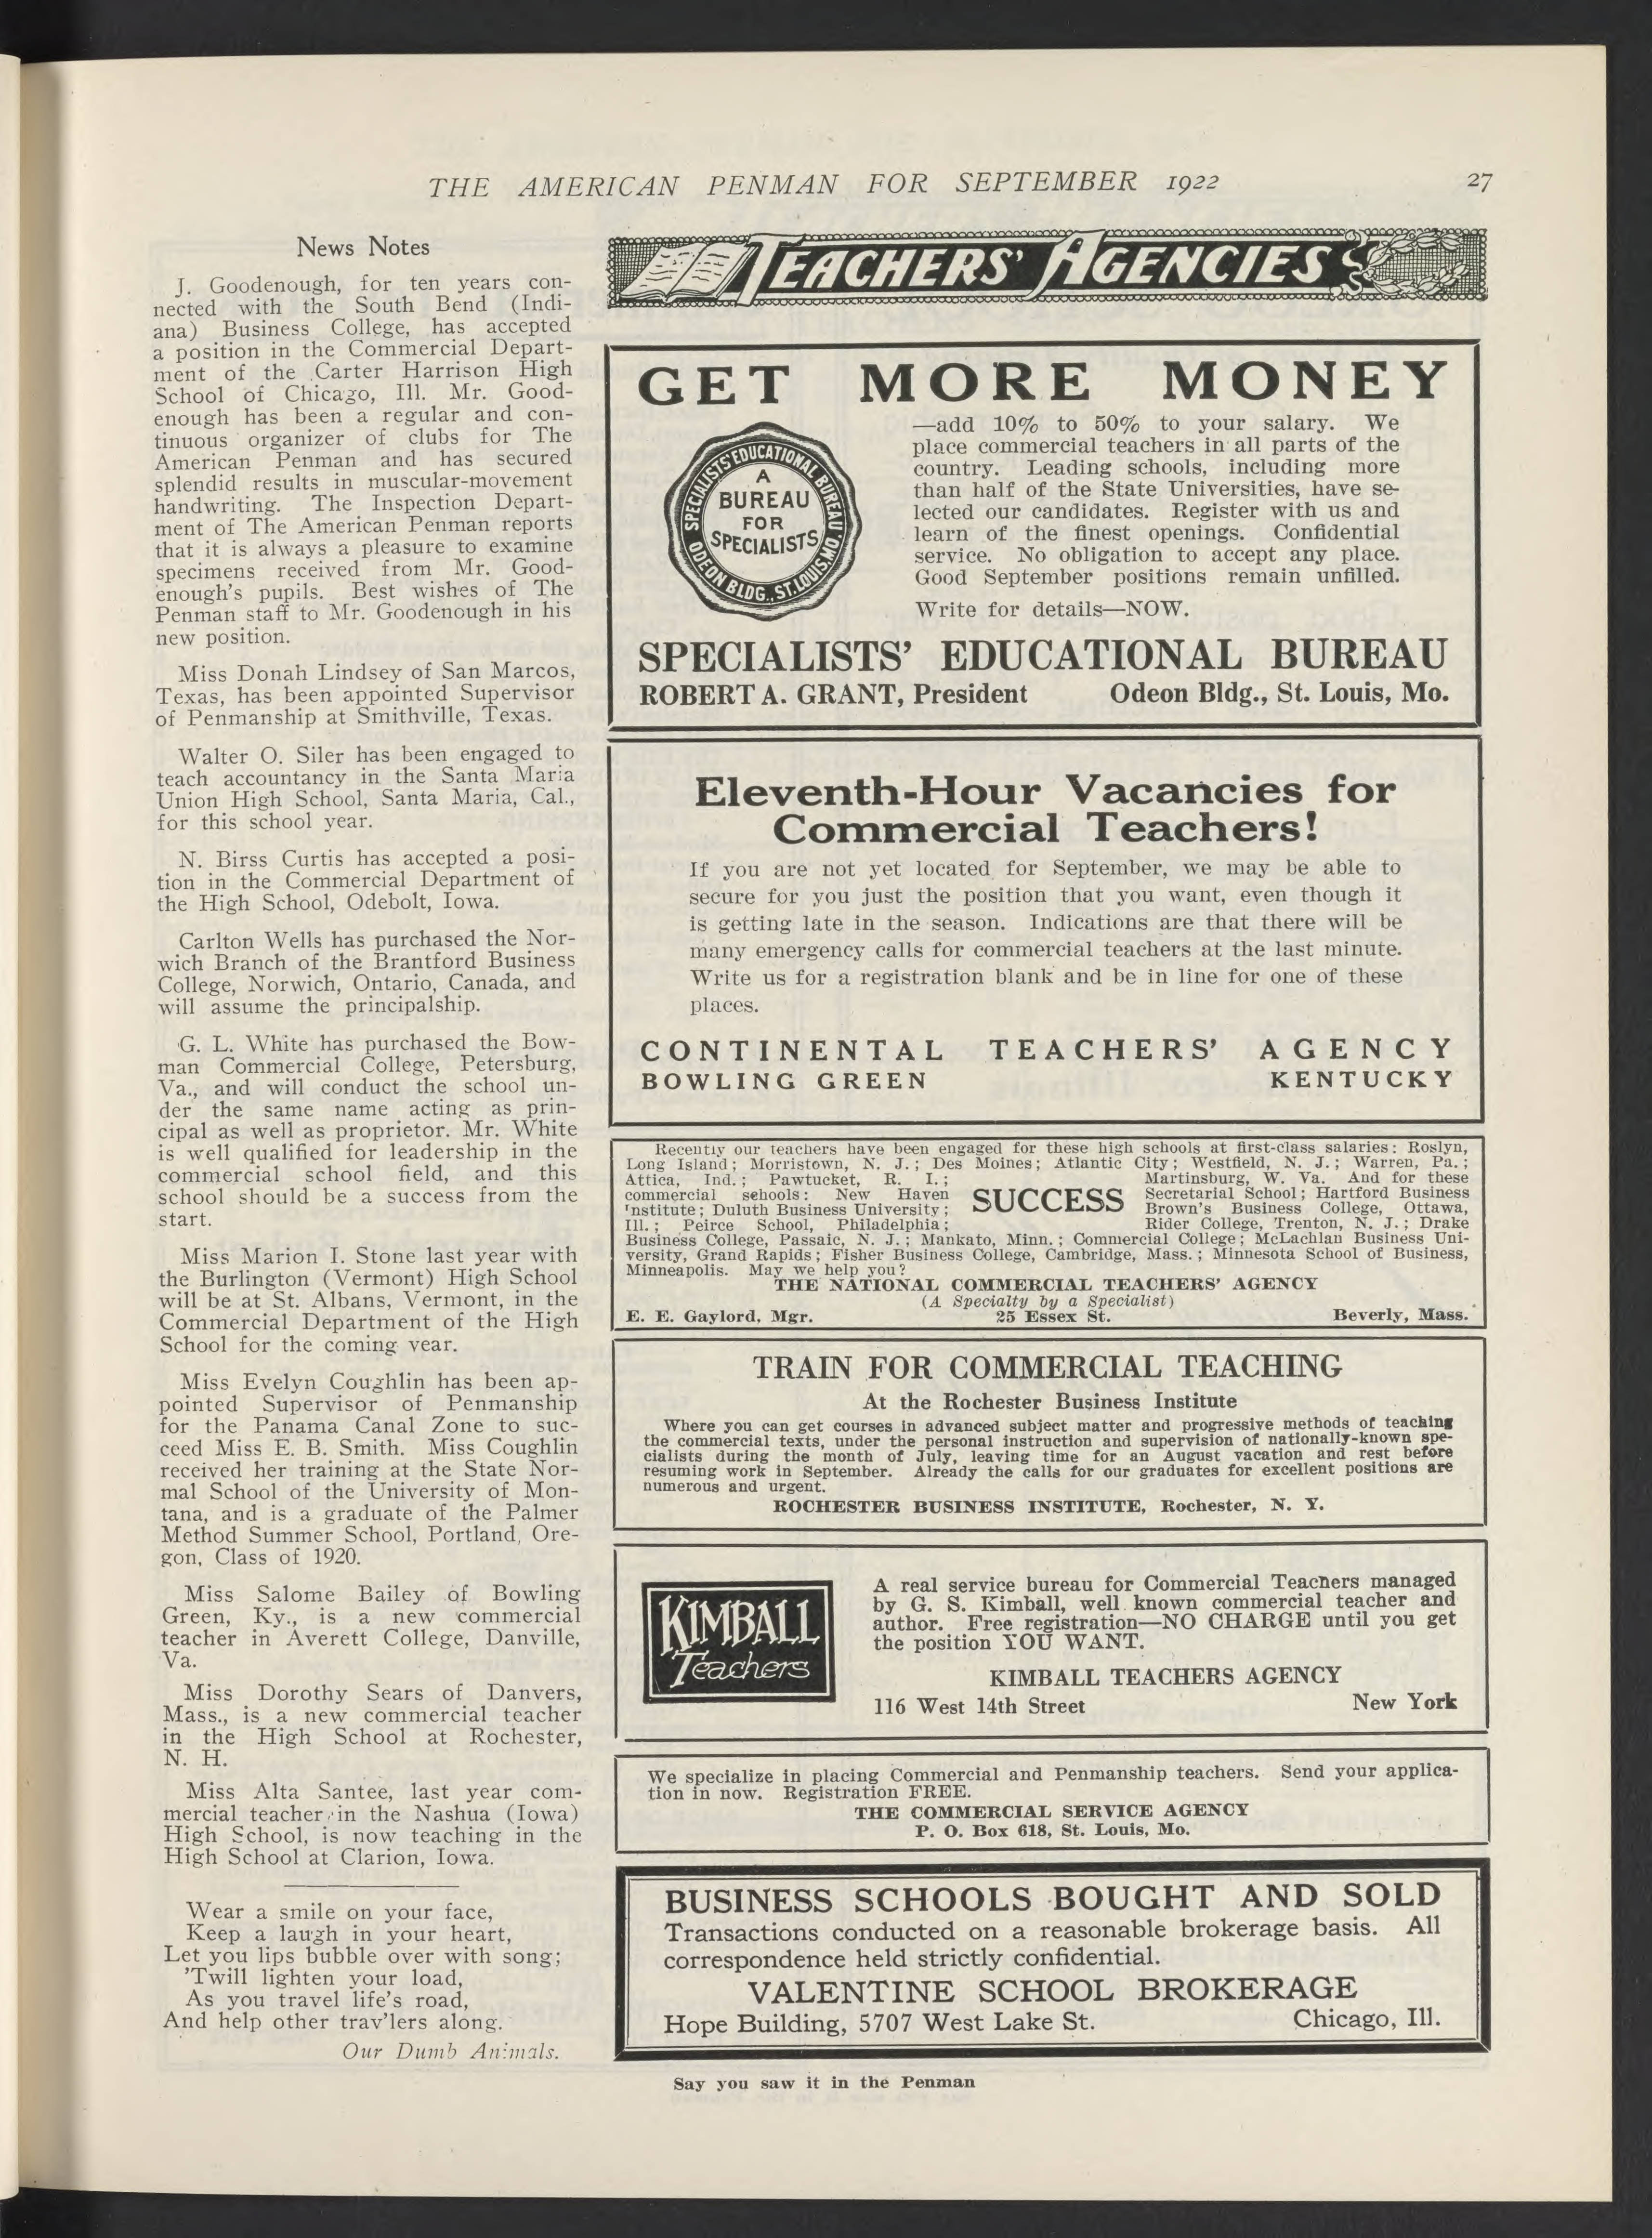 THE AMERICAN PENMAN FOR SEPTEMBER 1922 27
News Notes
J. Goodenough, for ten years con-
nected with the South Bend (Indi-
ana) Business College, has accepted
a position in the Commercial Depart-
ment of the Carter Harrison High
School of Chicago, Ill. Mr. Good-
enough has been a regular and con-
tinuous organizer of clubs for The
American Penman and has secured
splendid results in muscular-movement
handwriting. The Inspection Depart-
ment of The American Penman reports
that it is always a pleasure to examine
specimens received from Mr. Good-
enough's pupils. Best wishes of The
Penman staff to Mr. Goodenough in his
new position.
Miss Donah Lindsey of San Marcos,
Texas, has been appointed Supervisor
of Penmanship at Smithville, Texas.
Walter O. Siler has been engaged to
teach accountancy in the Santa Maria
Union High School, Santa Maria, Cal.,
for this school year.
N. Birss Curtis has accepted a posi-
tion in the Commercial Department of
the High School, Odebolt, Iowa.
Carlton Wells has purchased the Nor-
wich Branch of the Brantford Business
College, Norwich, Ontario, Canada, and
will assume the principalship.
G. L. White has purchased the Bow-
man Commercial College, Petersburg,
Va., and will conduct the school un-
der the same name acting as prin-
cipal as well as proprietor. Mr. White
is well qualified for leadership in the
commercial school field, and this
school should be a success from the
start.
Miss Marion I. Stone last year with
the Burlington (Vermont) High School
will be at St. Albans, Vermont, in the
Commercial Department of the High
School for the coming year.
Miss Evelyn Coughlin has been ap-
pointed Supervisor of Penmanship
for the Panama Canal Zone to suc-
ceed Miss E. B. Smith. Miss Coughlin
received her training at the State Nor-
mal School of the University of Mon-
tana, and is a graduate of the Palmer
Method Summer School, Portland, Ore-
gon, Class of 1920.
Miss Salome Bailey of Bowling
Green, Ky., is a new commercial
teacher in Averett College, Danville,
Va.
Miss Dorothy Sears of Danvers,
Mass., is a new commercial teacher
in the High School at Rochester,
N. H.
Miss Alta Santee, last year com-
mercial teacher in the Nashua (Iowa)
High School, is now teaching in the
High School at Clarion, Iowa.
Wear a smile on your face,
Keep a laugh in your heart,
Let you lips bubble over with song;
'Twill lighten your load,
As you travel life's road,
And help other trav'lers along.
Our Dumb Animals.
TEACHERS' AGENCIES
GET MORE MONEY
SPECIALISTS' EDUCATIONAL BUREAU
ODEON BLDG., ST. LOUIS, MO.
A
BUREAU
FOR
SPECIALISTS
—add 10% to 50% to your salary. We
place commercial teachers in all parts of the
country. Leading schools, including more
than half of the State Universities, have se-
lected our candidates. Register with us and
learn of the finest openings. Confidential
service. No obligation to accept any place.
Good September positions remain unfilled.
Write for details—NOW.
SPECIALISTS' EDUCATIONAL BUREAU
ROBERT A. GRANT, President Odeon Bldg., St. Louis, Mo.
Eleventh-Hour Vacancies for
Commercial Teachers!
If you are not yet located for September, we may be able to
secure for you just the position that you want, even though it
is getting late in the season. Indications are that there will be
many emergency calls for commercial teachers at the last minute.
Write us for a registration blank and be in line for one of these
places.
CONTINENTAL TEACHERS' AGENCY
BOWLING GREEN KENTUCKY
Recently our teachers have been engaged for these high schools at first-class salaries: Roslyn,
Long Island; Morristown, N. J.; Des Moines; Atlantic City; Westfield, N. J.; Warren, Pa.;
Attica, Ind.; Pawtucket, R. I.; Martinsburg, W. Va. And for these
commercial schools: New Haven Secretarial School; Hartford Business
Institute; Duluth Business University; SUCCESS Brown's Business College, Ottawa,
Ill.; Peirce School, Philadelphia; Rider College, Trenton, N. J.; Drake
Business College, Passaic, N. J.; Mankato, Minn.; Commercial College; McLachlan Business Uni-
versity, Grand Rapids; Fisher Business College, Cambridge, Mass.; Minnesota School of Business,
Minneapolis. May we help you?
THE NATIONAL COMMERCIAL TEACHERS' AGENCY
(A Specialty by a Specialist)
E. E. Gaylord, Mgr. 25 Essex St. Beverly, Mass.
TRAIN FOR COMMERCIAL TEACHING
At the Rochester Business Institute
Where you can get courses in advanced subject matter and progressive methods of teaching
the commercial texts, under the personal instruction and supervision of nationally-known spe-
cialists during the month of July, leaving time for an August vacation and rest before
resuming work in September. Already the calls for our graduates for excellent positions are
numerous and urgent.
ROCHESTER BUSINESS INSTITUTE, Rochester, N. Y.
KIMBALL
Teachers
A real service bureau for Commercial Teachers managed
by G. S. Kimball, well known commercial teacher and
author. Free registration—NO CHARGE until you get
the position YOU WANT.
KIMBALL TEACHERS AGENCY
116 West 14th Street New York
We specialize in placing Commercial and Penmanship teachers. Send your applica-
tion in now. Registration FREE.
THE COMMERCIAL SERVICE AGENCY
P. O. Box 618, St. Louis, Mo.
BUSINESS SCHOOLS BOUGHT AND SOLD
Transactions conducted on a reasonable brokerage basis. All
correspondence held strictly confidential.
VALENTINE SCHOOL BROKERAGE
Hope Building, 5707 West Lake St. Chicago, Ill.
Say you saw it in the Penman